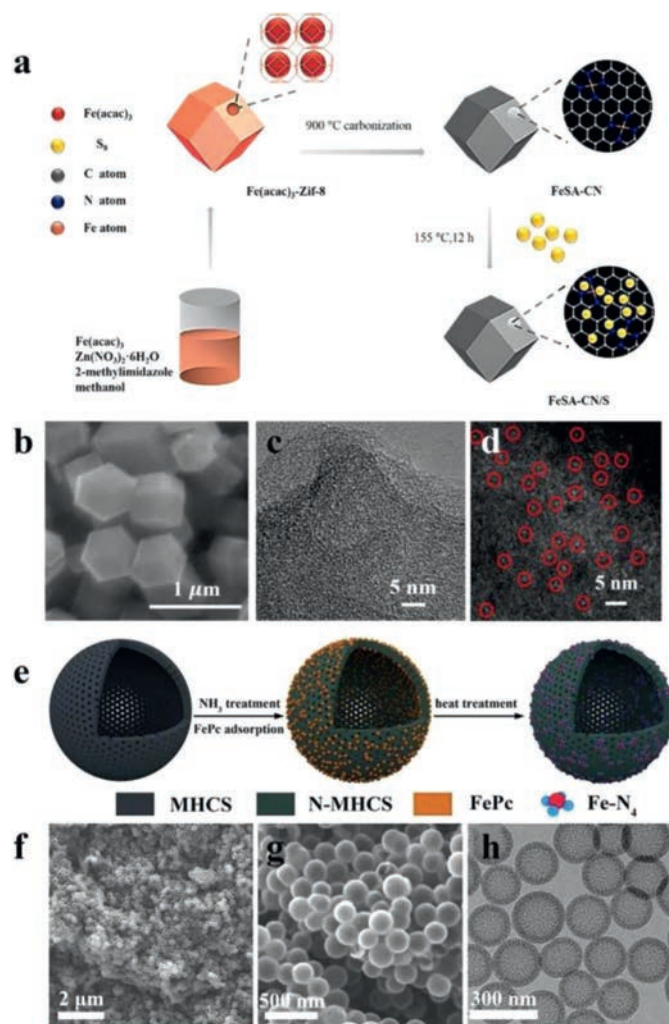 a
Fe(acac)₃
S₈
C atom
N atom
Fe atom
Fe(acac)₃-Zif-8
900 °C carbonization
FeSA-CN
155 °C,12 h
FeSA-CN/S
Fe(acac)₃
Zn(NO₃)₂·6H₂O
2-methylimidazole
methanol
b
1 μm
c
5 nm
d
5 nm
e
NH₃ treatment
FePc adsorption
heat treatment
MHCS
N-MHCS
FePc
Fe-N₄
f
2 μm
g
500 nm
h
300 nm